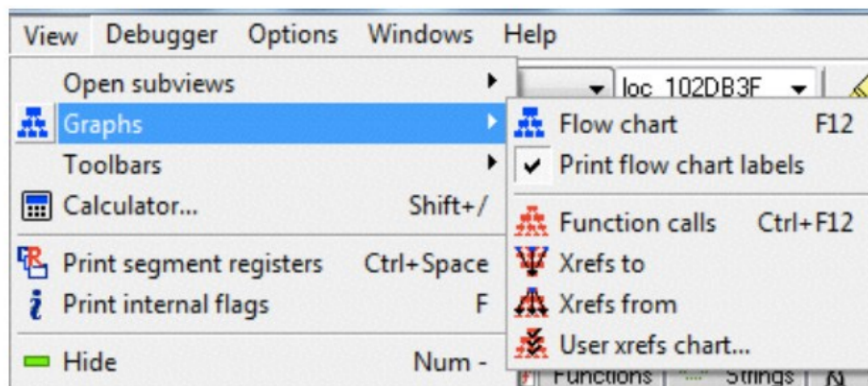 View Debugger Options Windows Help
Open subviews
loc_102DB3F
Graphs
Flow chart F12
Toolbars
Print flow chart labels
Calculator... Shift+/
Function calls Ctrl+F12
Print segment registers Ctrl+Space
Xrefs to
Print internal flags F
Xrefs from
User xrefs chart...
Hide Num -
Functions Strings